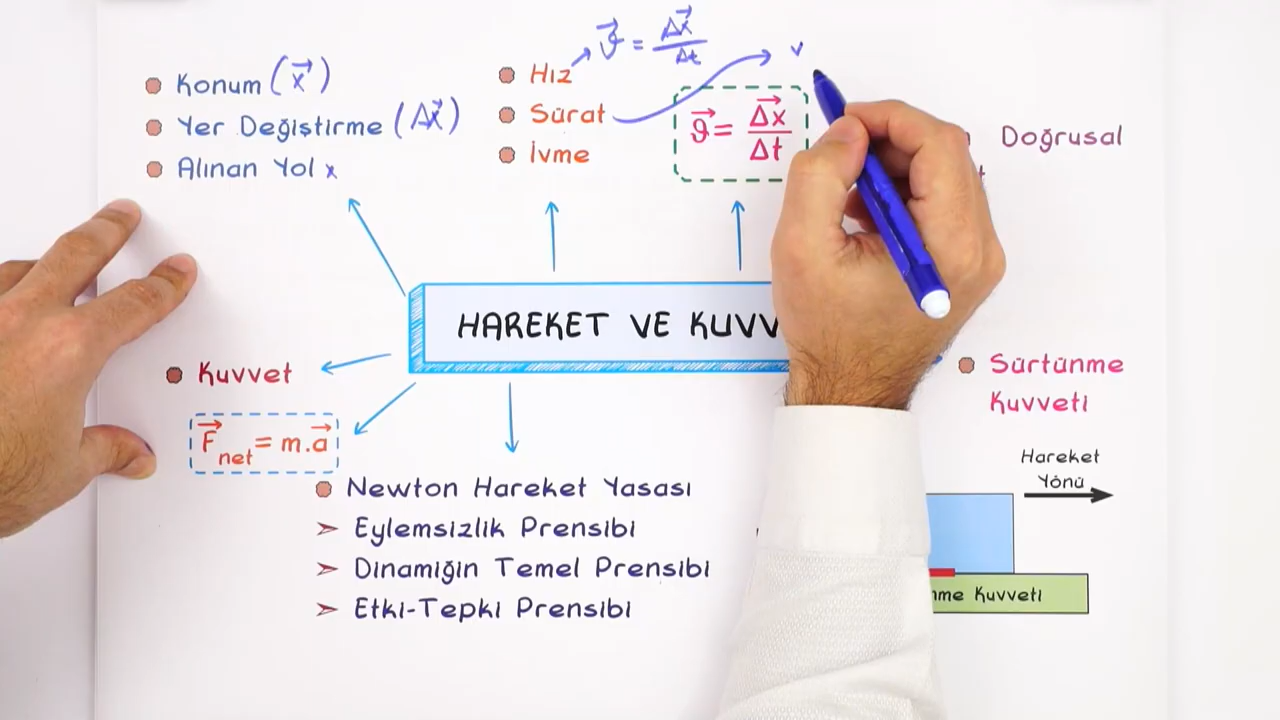 Konum (x⃗)
Yer Değiştirme (Δx⃗)
Alınan Yol x
Hız → ϑ⃗ = Δx⃗/Δt
Sürat → v
İvme
ϑ⃗ = Δx⃗/Δt
Doğrusal
HAREKET VE KUVV
Kuvvet
F⃗net = m.a⃗
Newton Hareket Yasası
➢ Eylemsizlik Prensibi
➢ Dinamiğin Temel Prensibi
➢ Etki-Tepki Prensibi
Sürtünme
Kuvveti
Hareket
Yönü
nme Kuvveti